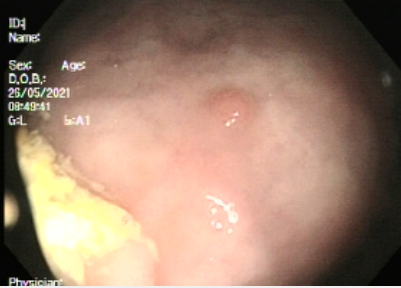 ID:
Name:
Sex: Age:
D.O.B.:
26/05/2021
08:49:41
G:L s:A1
Physician: